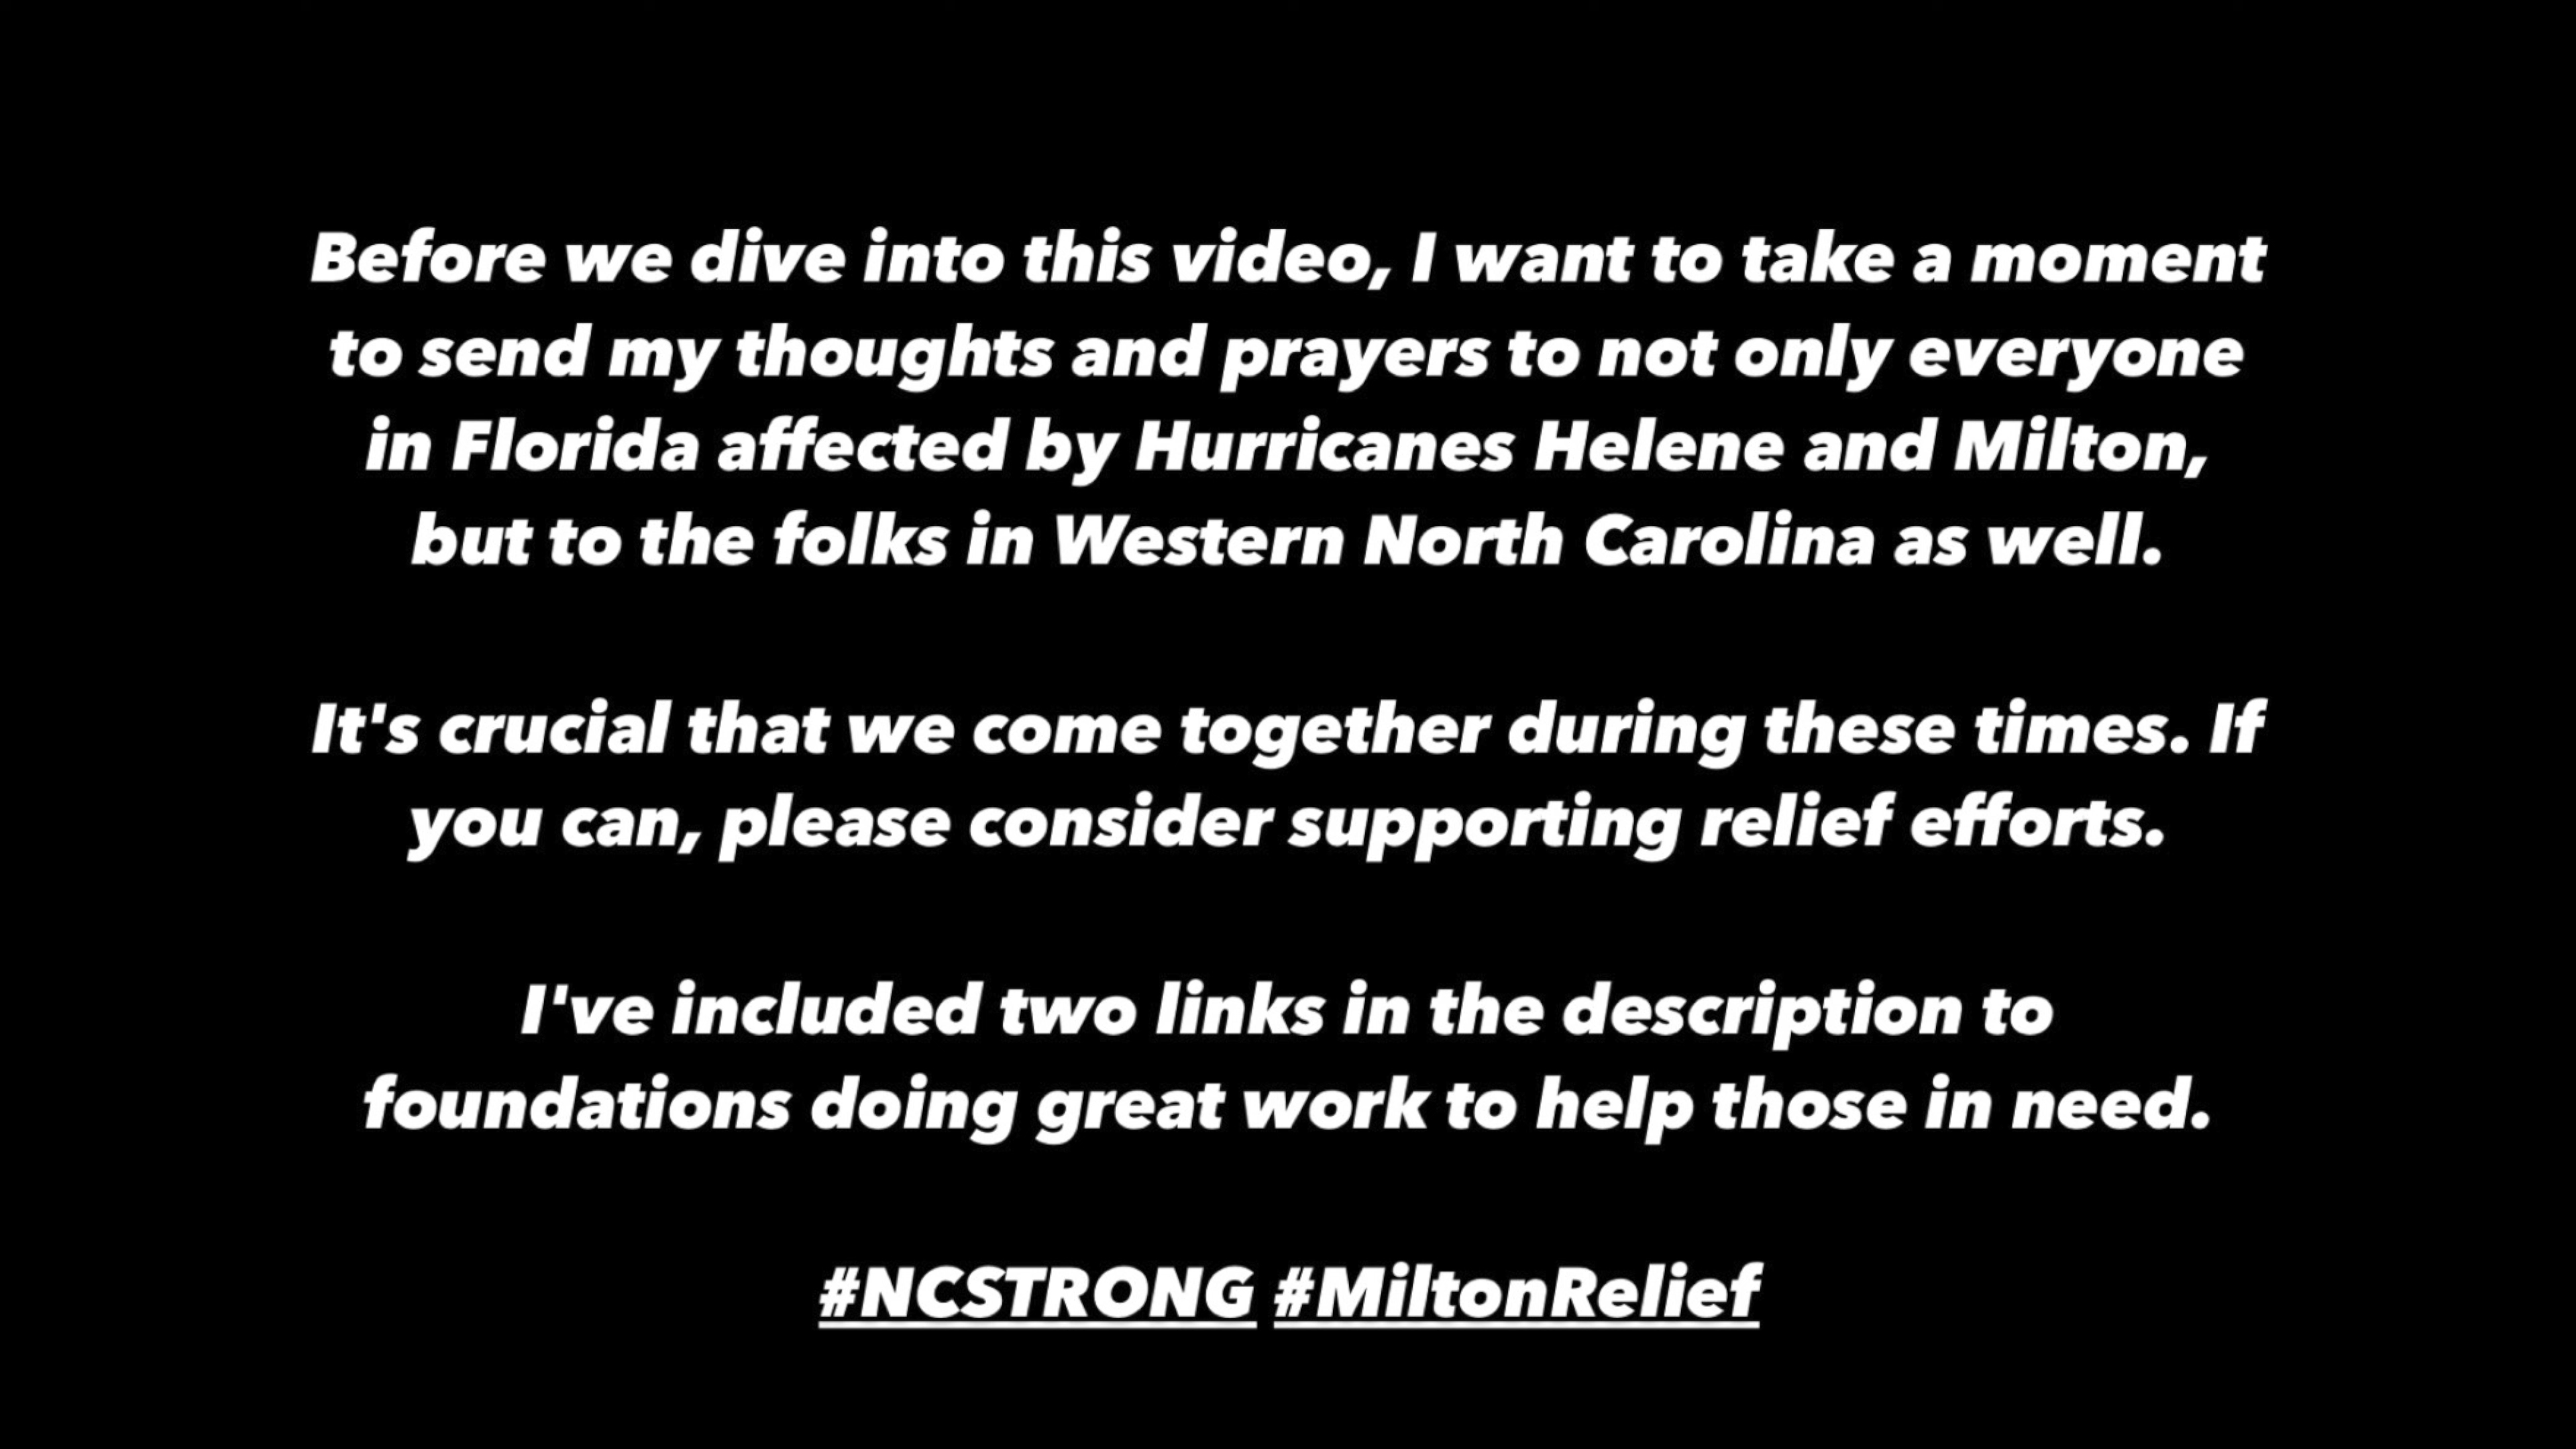 Before we dive into this video, I want to take a moment
to send my thoughts and prayers to not only everyone
in Florida affected by Hurricanes Helene and Milton,
but to the folks in Western North Carolina as well.
It's crucial that we come together during these times. If
you can, please consider supporting relief efforts.
I've included two links in the description to
foundations doing great work to help those in need.
#NCSTRONG #MiltonRelief